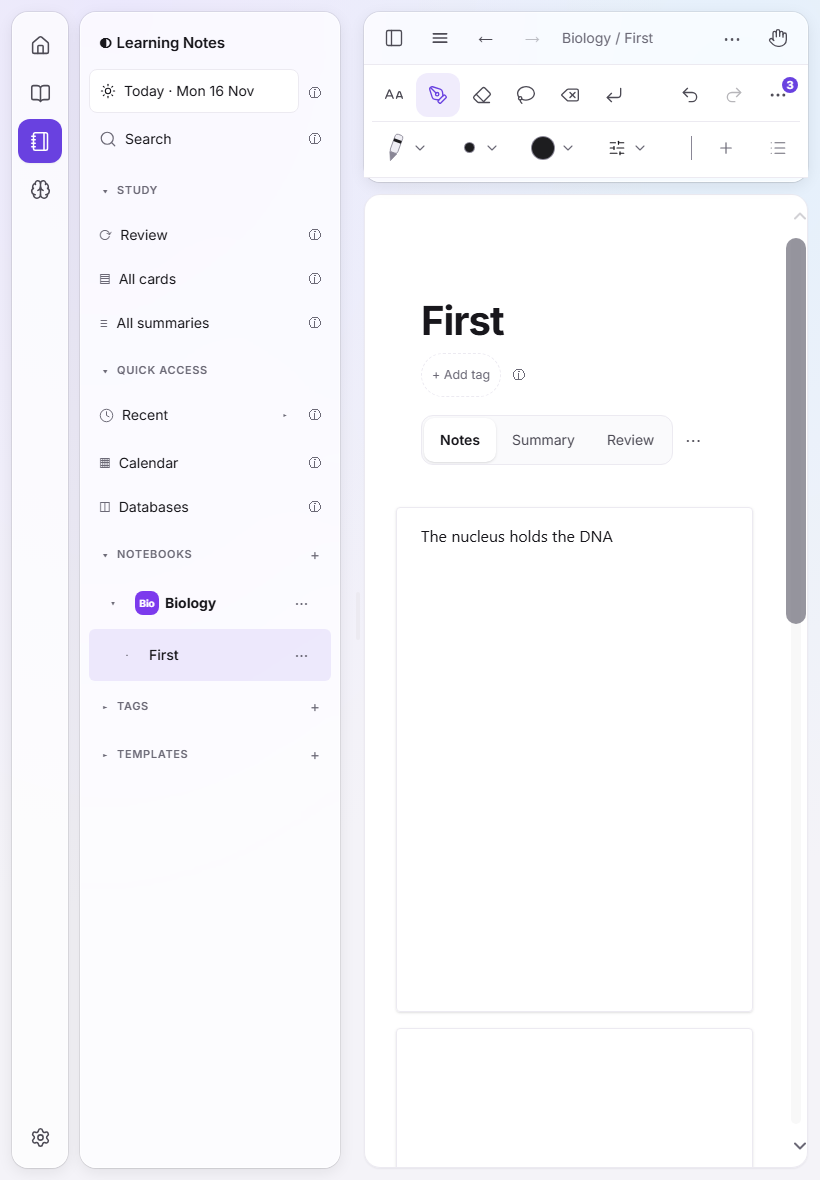 Learning Notes
Today · Mon 16 Nov
Search
STUDY
Review
All cards
All summaries
QUICK ACCESS
Recent
Calendar
Databases
NOTEBOOKS
Bio Biology
First
TAGS
TEMPLATES
Biology / First
AA
3
First
+ Add tag
Notes Summary Review
The nucleus holds the DNA